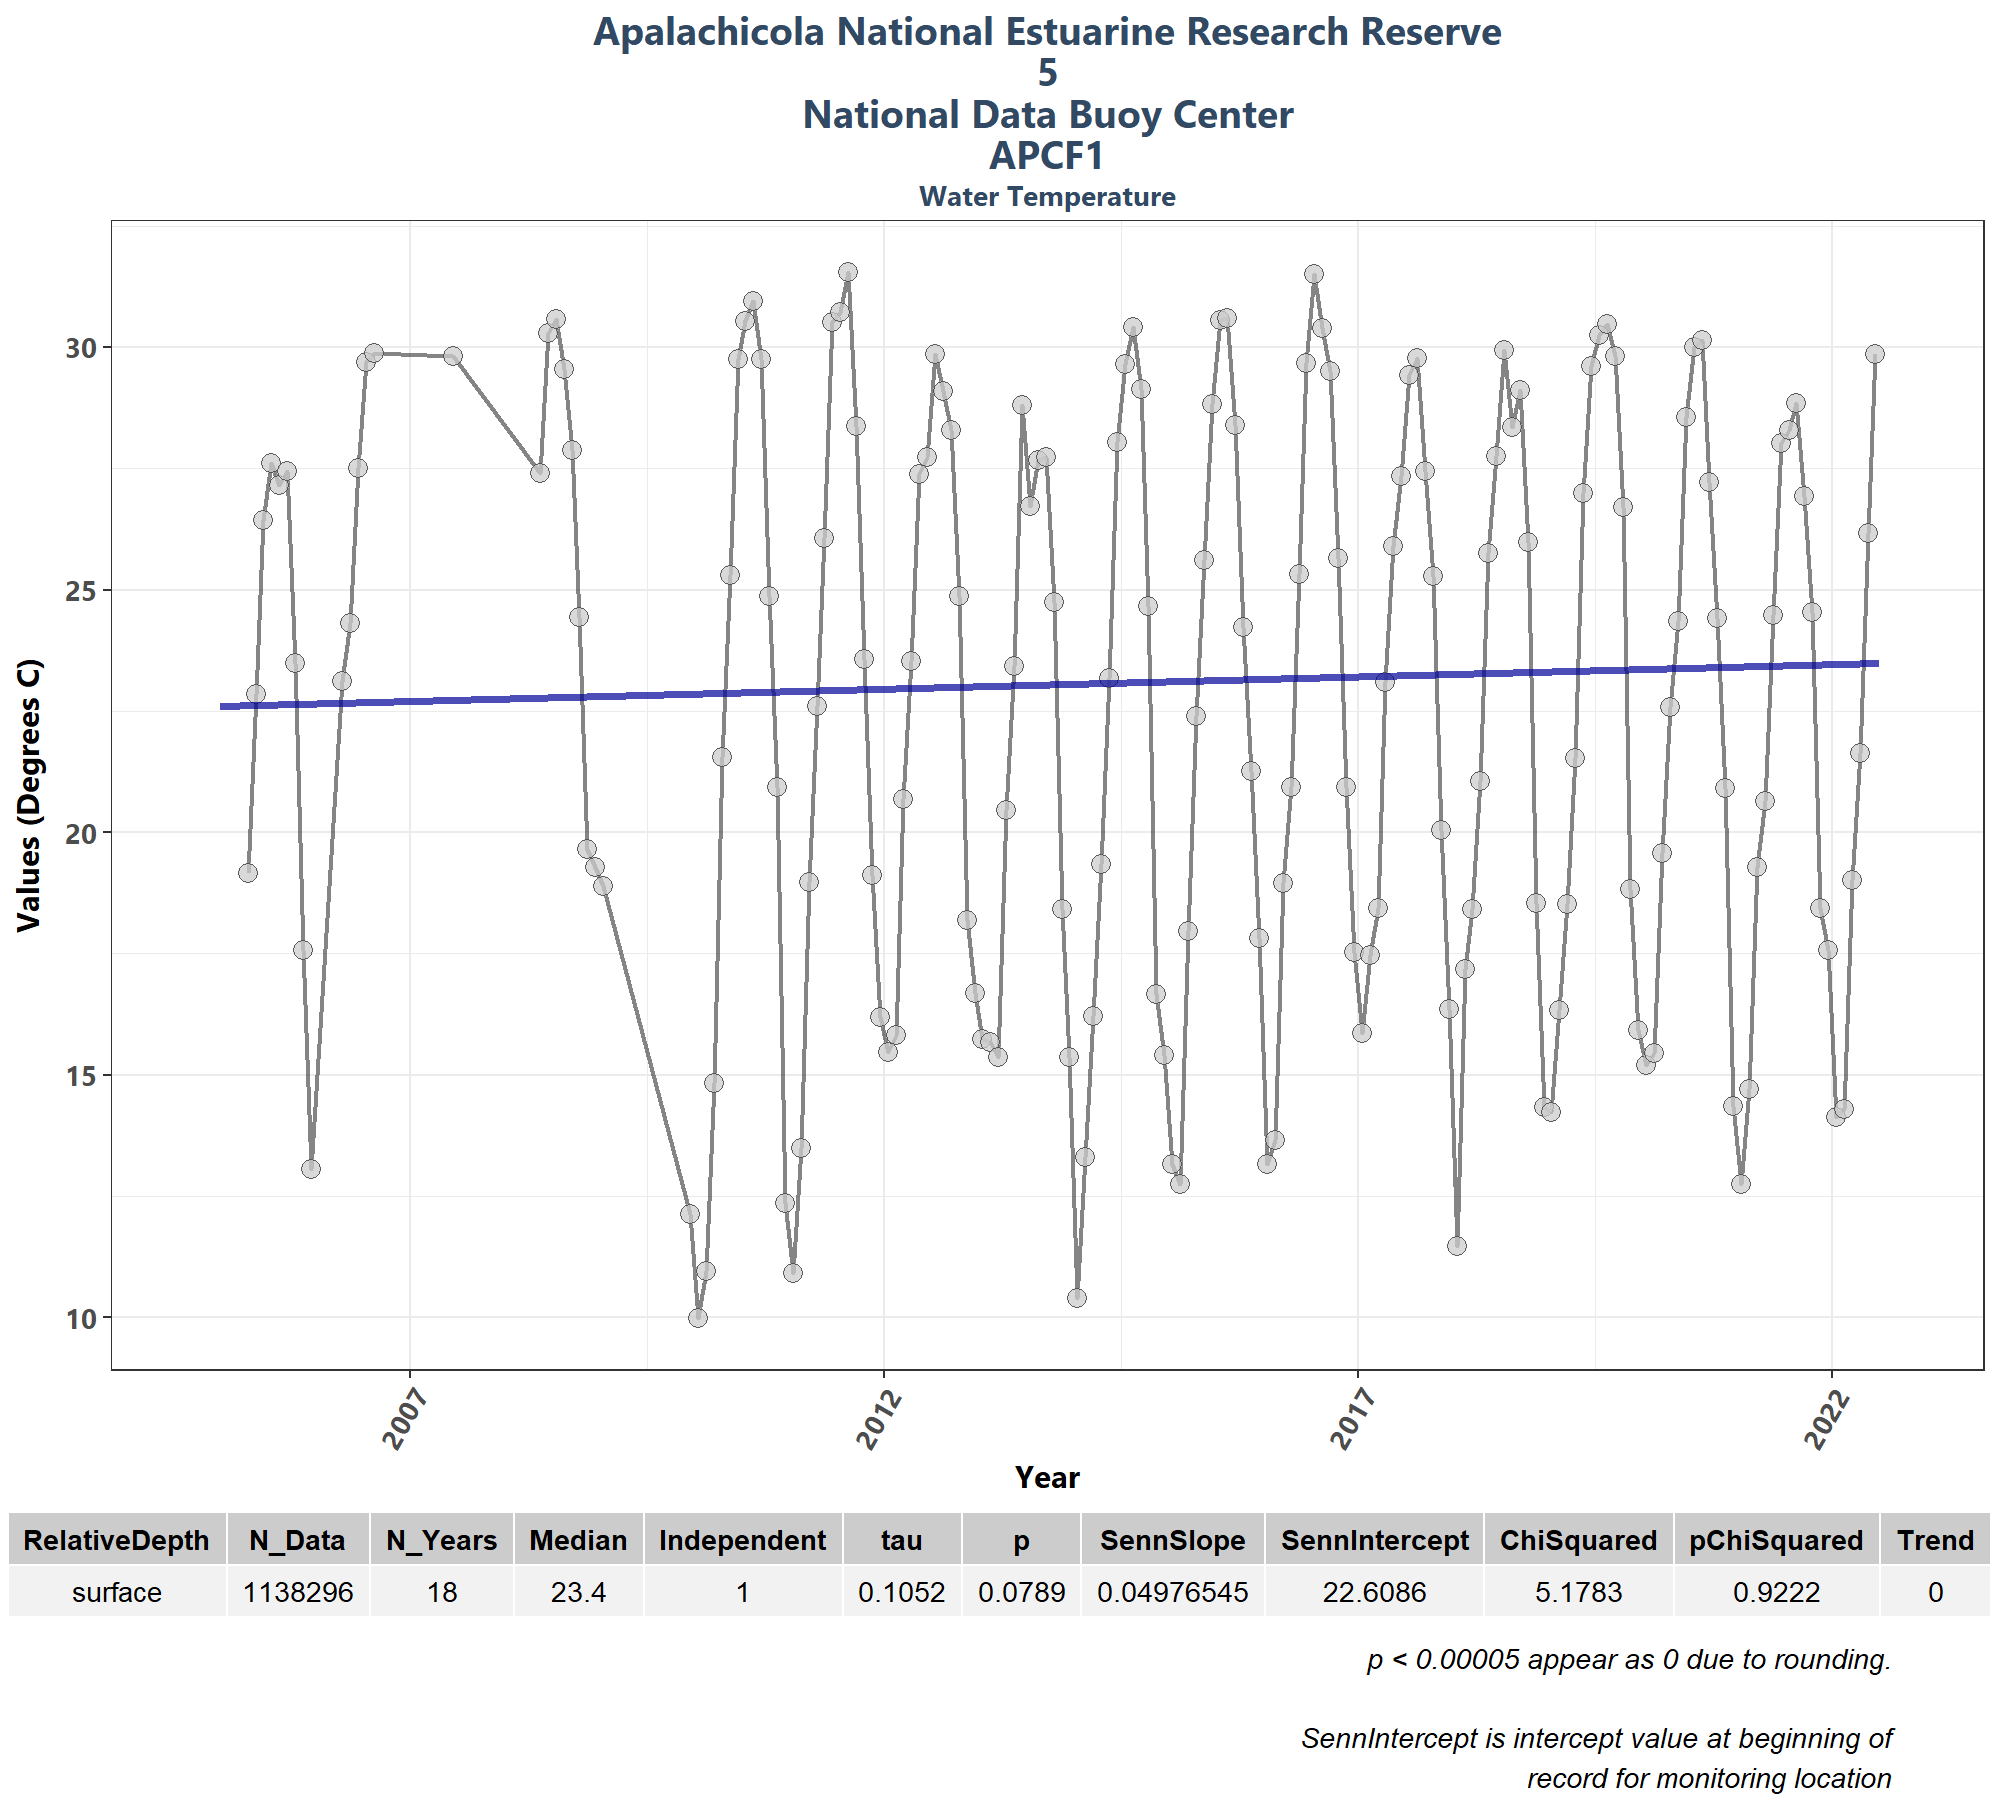 Apalachicola National Estuarine Research Reserve
5
National Data Buoy Center
APCF1
Water Temperature
Values (Degrees C)
30
25
20
15
10
2007 2012 2017 2022
Year
RelativeDepth N_Data N_Years Median Independent tau p SennSlope SennIntercept ChiSquared pChiSquared Trend
surface 1138296 18 23.4 1 0.1052 0.0789 0.04976545 22.6086 5.1783 0.9222 0
p < 0.00005 appear as 0 due to rounding.
SennIntercept is intercept value at beginning of
record for monitoring location